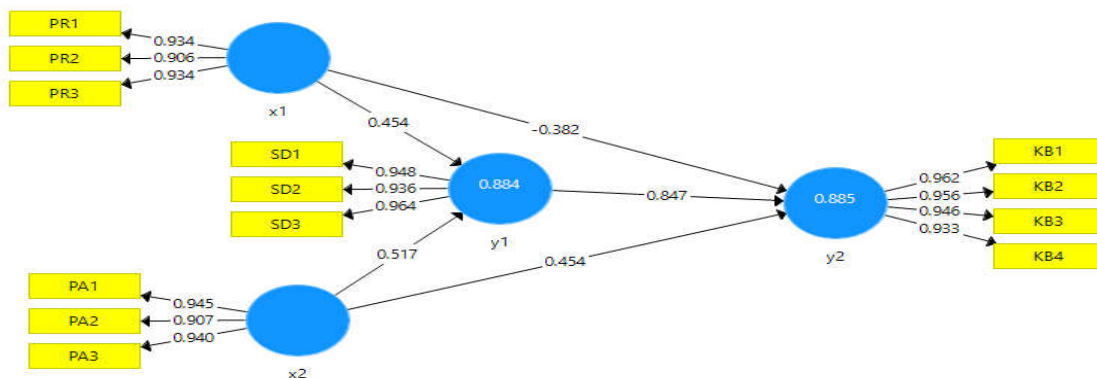 PR1
0.934
PR2
0.906
PR3
0.934
x1
0.454
-0.382
SD1
0.948
SD2
0.936
SD3
0.964
0.884
y1
0.847
0.885
y2
KB1
0.962
KB2
0.956
KB3
0.946
KB4
0.933
0.517
0.454
PA1
0.945
PA2
0.907
PA3
0.940
x2